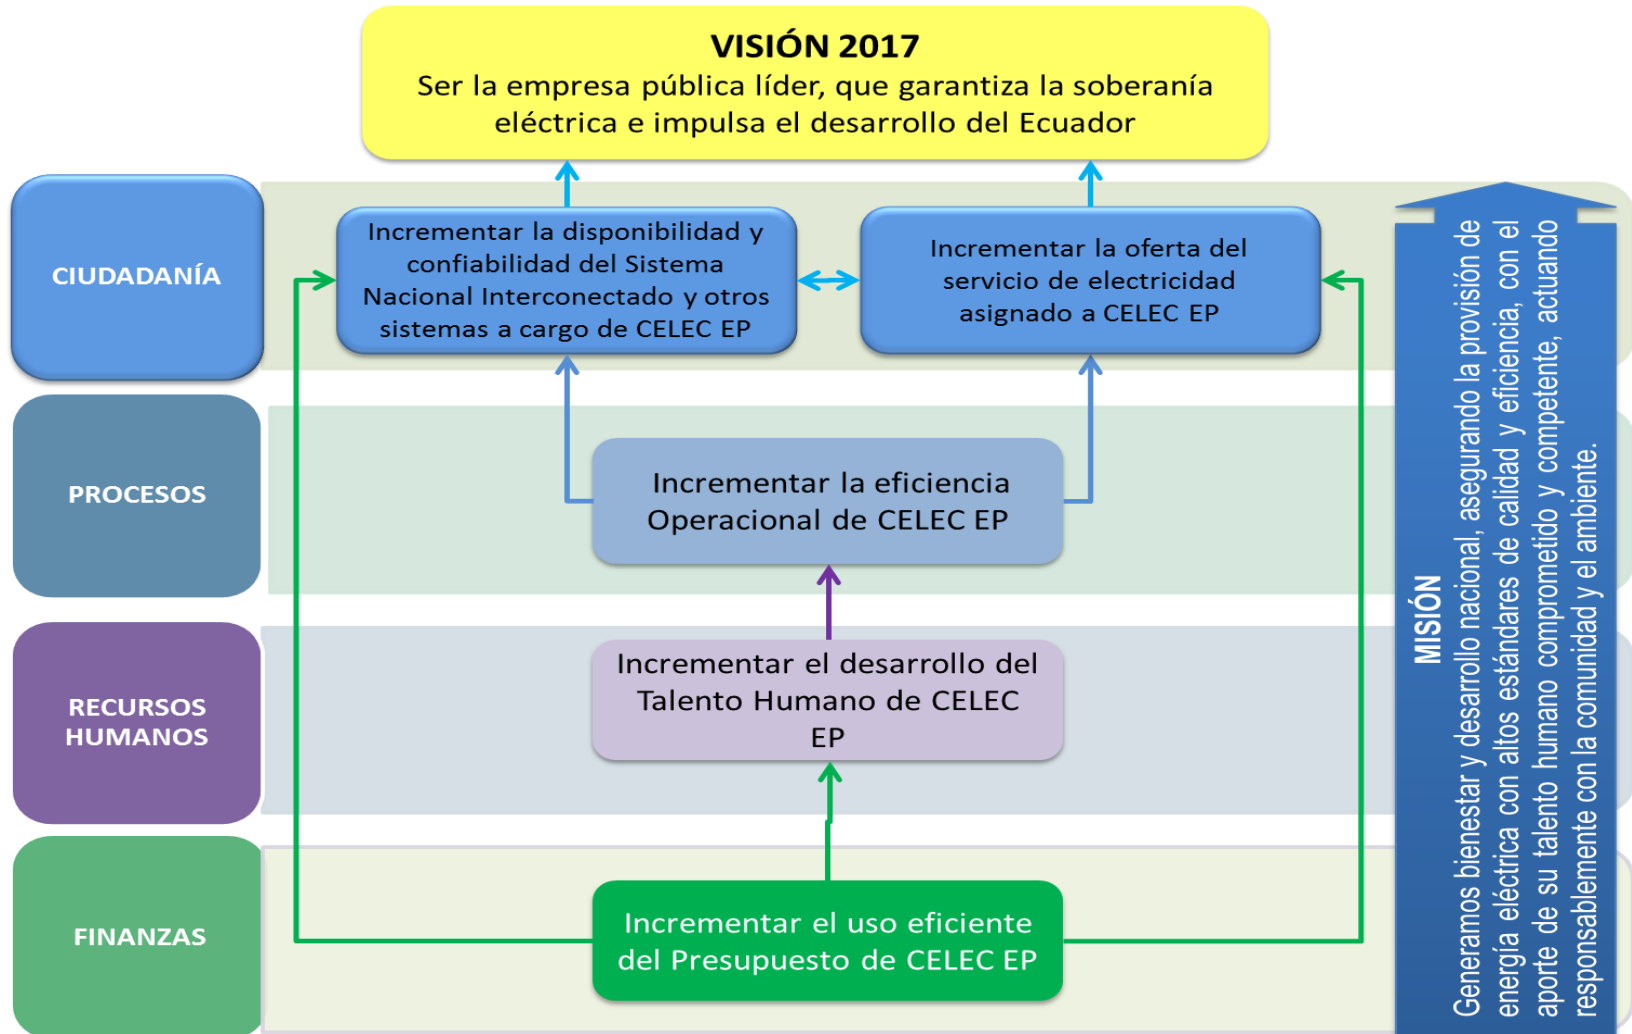 VISIÓN 2017
Ser la empresa pública líder, que garantiza la soberanía
eléctrica e impulsa el desarrollo del Ecuador
CIUDADANÍA
Incrementar la disponibilidad y
confiabilidad del Sistema
Nacional Interconectado y otros
sistemas a cargo de CELEC EP
Incrementar la oferta del
servicio de electricidad
asignado a CELEC EP
PROCESOS
Incrementar la eficiencia
Operacional de CELEC EP
RECURSOS
HUMANOS
Incrementar el desarrollo del
Talento Humano de CELEC
EP
FINANZAS
Incrementar el uso eficiente
del Presupuesto de CELEC EP
MISIÓN
Generamos bienestar y desarrollo nacional, asegurando la provisión de
energía eléctrica con altos estándares de calidad y eficiencia, con el
aporte de su talento humano comprometido y competente, actuando
responsablemente con la comunidad y el ambiente.